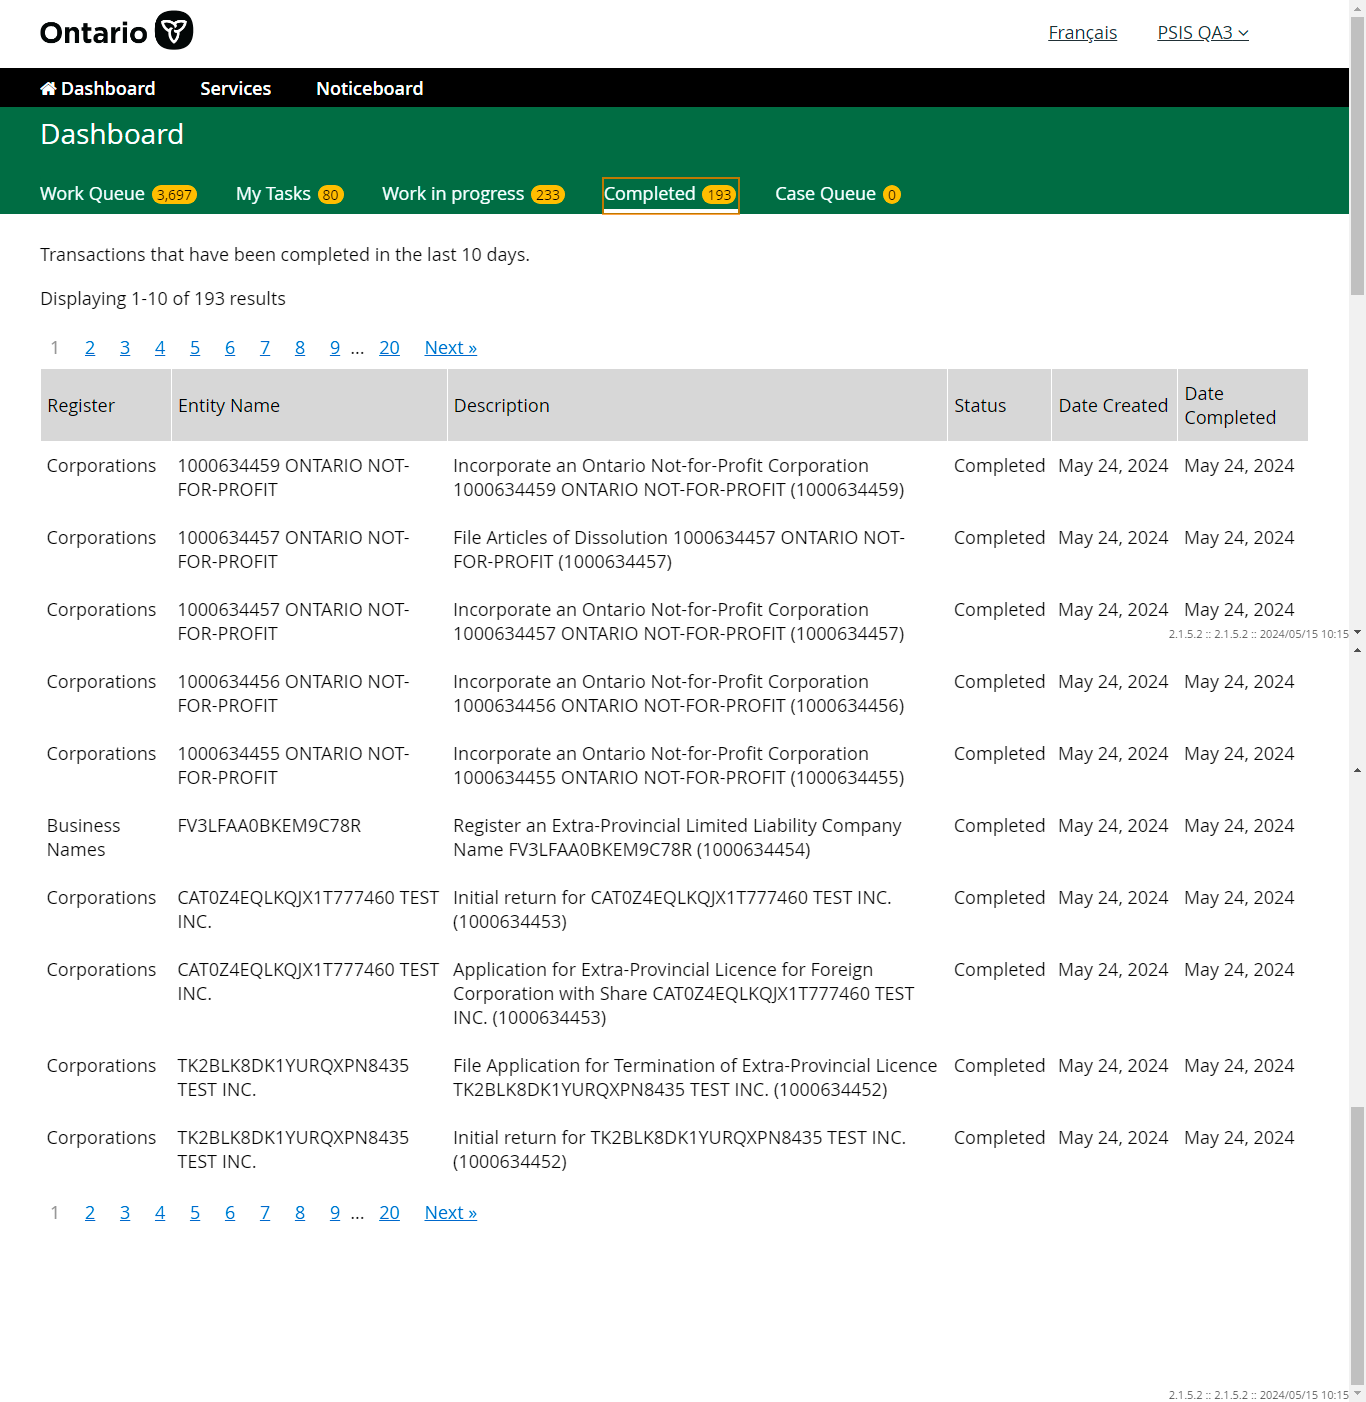 Ontario
Français
PSIS QA3
Dashboard
Services
Noticeboard
Dashboard
Work Queue 3,697
My Tasks 80
Work in progress 233
Completed 193
Case Queue 0
Transactions that have been completed in the last 10 days.
Displaying 1-10 of 193 results
1 2 3 4 5 6 7 8 9 ... 20 Next »
Register
Entity Name
Description
Status
Date Created
Date
Completed
Corporations
1000634459 ONTARIO NOT-
FOR-PROFIT
Incorporate an Ontario Not-for-Profit Corporation
1000634459 ONTARIO NOT-FOR-PROFIT (1000634459)
Completed
May 24, 2024
May 24, 2024
Corporations
1000634457 ONTARIO NOT-
FOR-PROFIT
File Articles of Dissolution 1000634457 ONTARIO NOT-
FOR-PROFIT (1000634457)
Completed
May 24, 2024
May 24, 2024
Corporations
1000634457 ONTARIO NOT-
FOR-PROFIT
Incorporate an Ontario Not-for-Profit Corporation
1000634457 ONTARIO NOT-FOR-PROFIT (1000634457)
Completed
May 24, 2024
May 24, 2024
2.1.5.2 :: 2.1.5.2 :: 2024/05/15 10:15
Corporations
1000634456 ONTARIO NOT-
FOR-PROFIT
Incorporate an Ontario Not-for-Profit Corporation
1000634456 ONTARIO NOT-FOR-PROFIT (1000634456)
Completed
May 24, 2024
May 24, 2024
Corporations
1000634455 ONTARIO NOT-
FOR-PROFIT
Incorporate an Ontario Not-for-Profit Corporation
1000634455 ONTARIO NOT-FOR-PROFIT (1000634455)
Completed
May 24, 2024
May 24, 2024
Business
Names
FV3LFAA0BKEM9C78R
Register an Extra-Provincial Limited Liability Company
Name FV3LFAA0BKEM9C78R (1000634454)
Completed
May 24, 2024
May 24, 2024
Corporations
CAT0Z4EQLKQJX1T777460 TEST
INC.
Initial return for CAT0Z4EQLKQJX1T777460 TEST INC.
(1000634453)
Completed
May 24, 2024
May 24, 2024
Corporations
CAT0Z4EQLKQJX1T777460 TEST
INC.
Application for Extra-Provincial Licence for Foreign
Corporation with Share CAT0Z4EQLKQJX1T777460 TEST
INC. (1000634453)
Completed
May 24, 2024
May 24, 2024
Corporations
TK2BLK8DK1YURQXPN8435
TEST INC.
File Application for Termination of Extra-Provincial Licence
TK2BLK8DK1YURQXPN8435 TEST INC. (1000634452)
Completed
May 24, 2024
May 24, 2024
Corporations
TK2BLK8DK1YURQXPN8435
TEST INC.
Initial return for TK2BLK8DK1YURQXPN8435 TEST INC.
(1000634452)
Completed
May 24, 2024
May 24, 2024
1 2 3 4 5 6 7 8 9 ... 20 Next »
2.1.5.2 :: 2.1.5.2 :: 2024/05/15 10:15